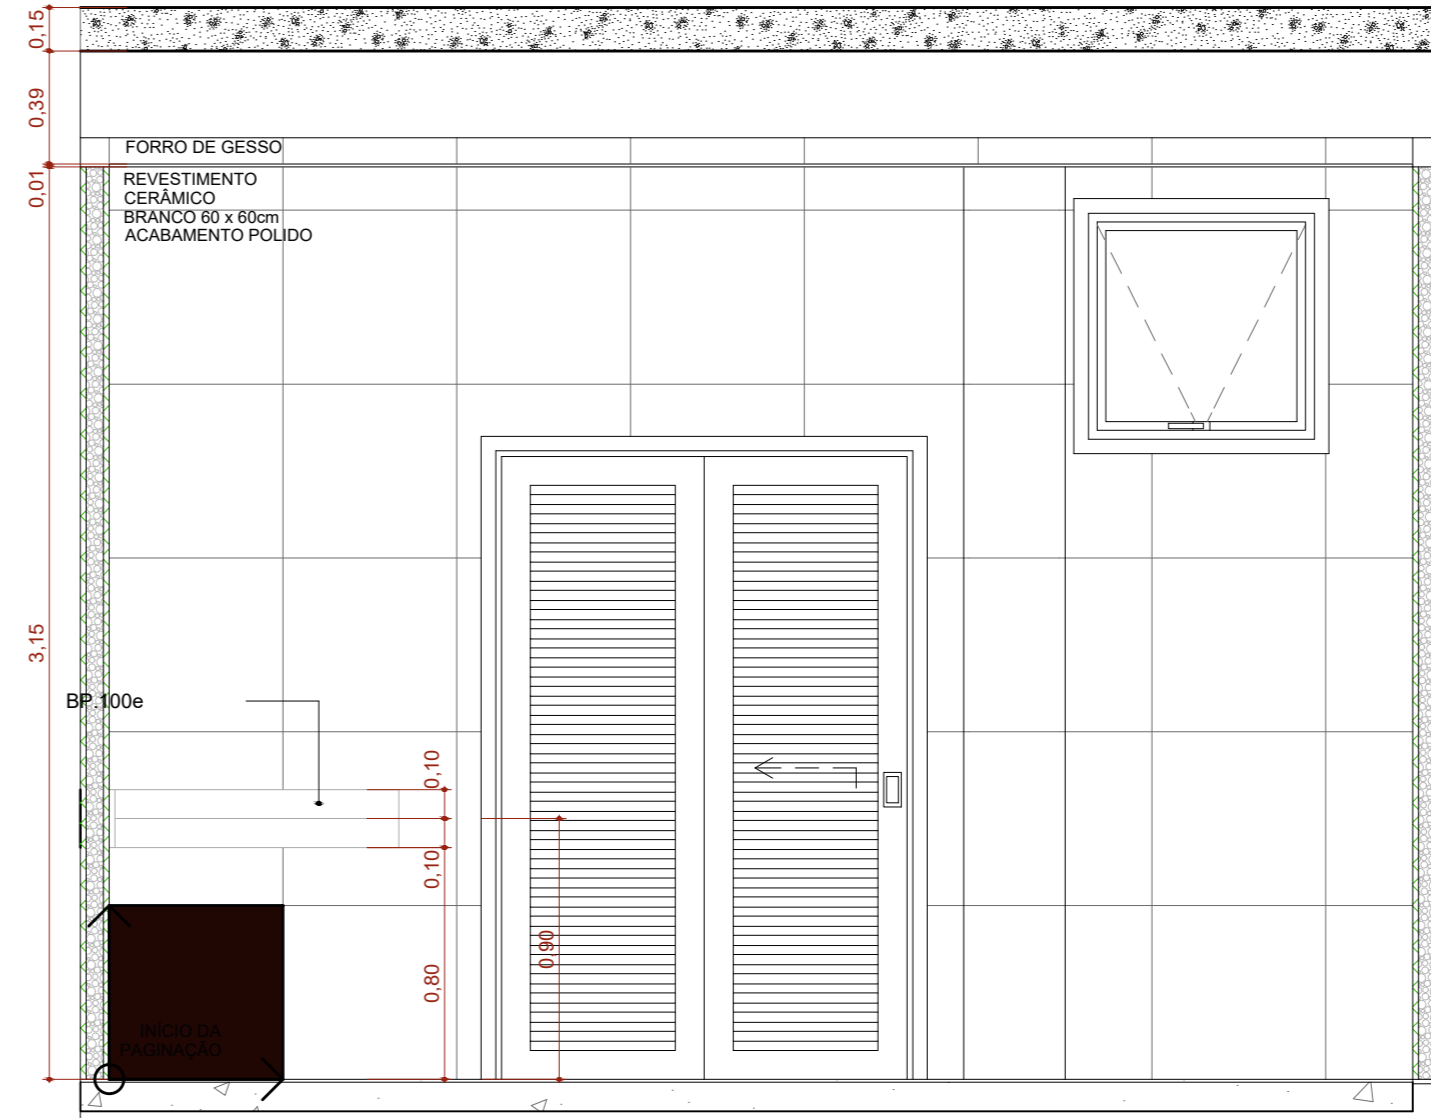 0,15
0,39
FORRO DE GESSO
0,01
REVESTIMENTO
CERÂMICO
BRANCO 60 x 60cm
ACABAMENTO POLIDO
3,15
BP.100e
0,10
0,10
0,90
0,80
INÍCIO DA
PAGINAÇÃO